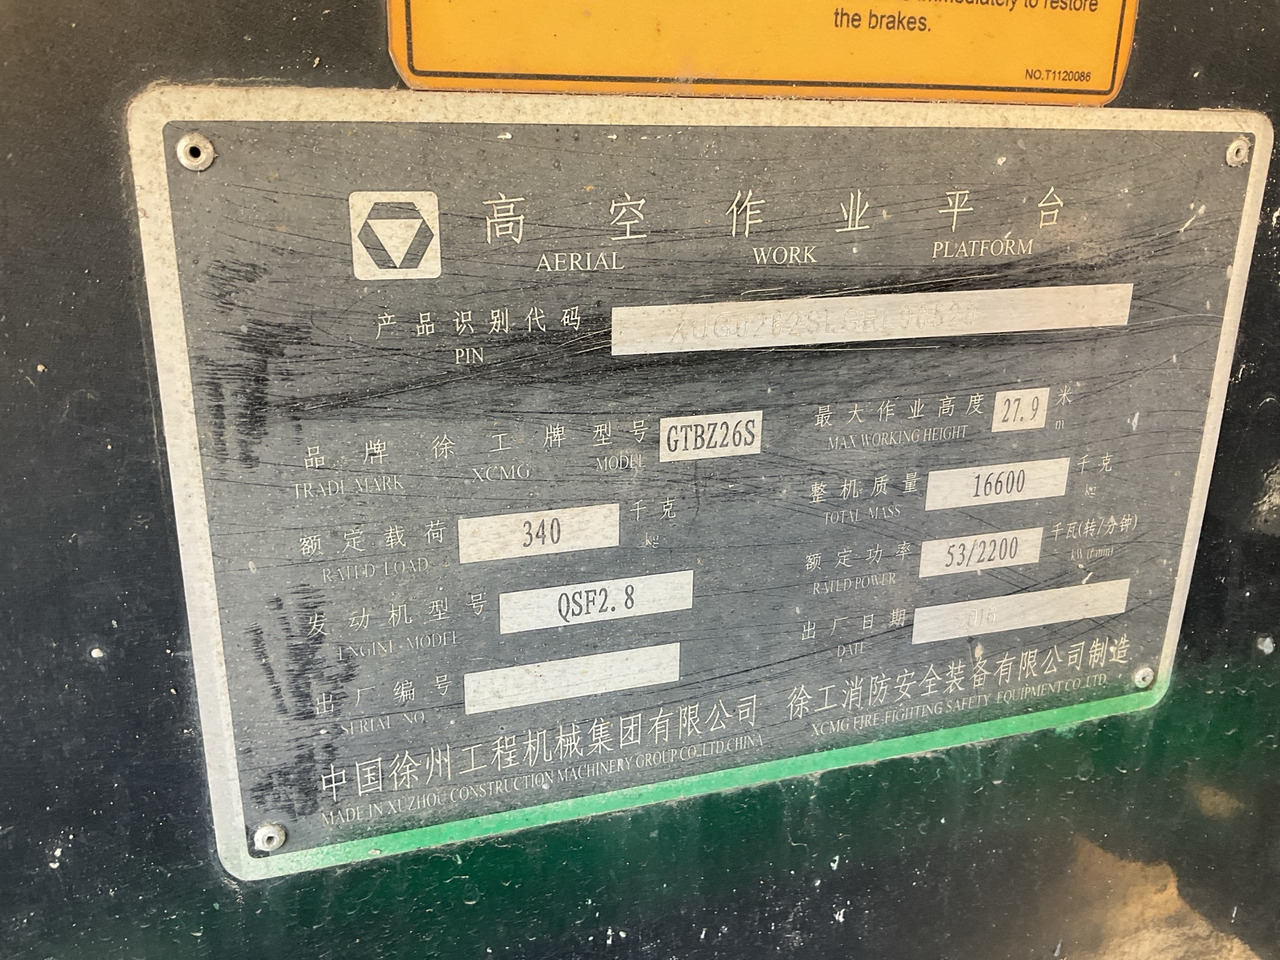 immediately to restore
the brakes.
NO.T1120086
高空作业平台
AERIAL WORK PLATFORM
产品识别代码
PIN
品牌 徐工牌 型号 GTBZ26S
TRADE MARK XCMG MODEL
最大作业高度 27.9 米
MAX WORKING HEIGHT m
额定载荷 340 千克
RATED LOAD kg
整机质量 16600 千克
TOTAL MASS kg
发动机型号 QSF2.8
ENGINE MODEL
额定功率 53/2200 千瓦(转/分钟)
RATED POWER kW (r/min)
出厂编号
SERIAL NO
出厂日期 2016
DATE
中国徐州工程机械集团有限公司 徐工消防安全装备有限公司制造
MADE IN XUZHOU CONSTRUCTION MACHINERY GROUP CO.,LTD.CHINA XCMG FIRE-FIGHTING SAFETY EQUIPMENT CO.,LTD.